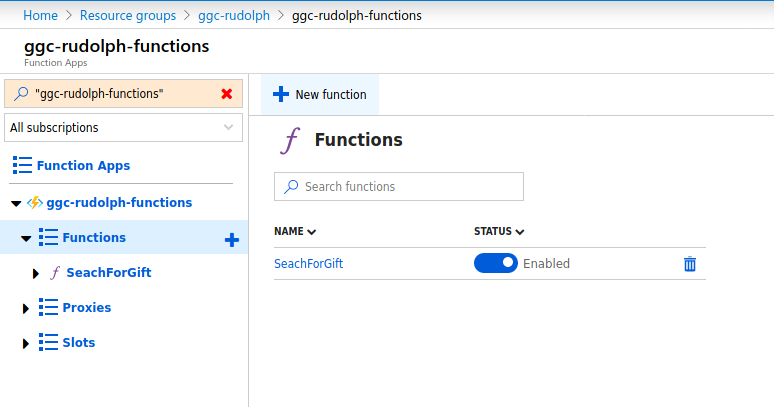 Home > Resource groups > ggc-rudolph > ggc-rudolph-functions
ggc-rudolph-functions
Function Apps
"ggc-rudolph-functions"
All subscriptions
Function Apps
ggc-rudolph-functions
Functions
SeachForGift
Proxies
Slots
New function
Functions
Search functions
NAME STATUS
SeachForGift Enabled